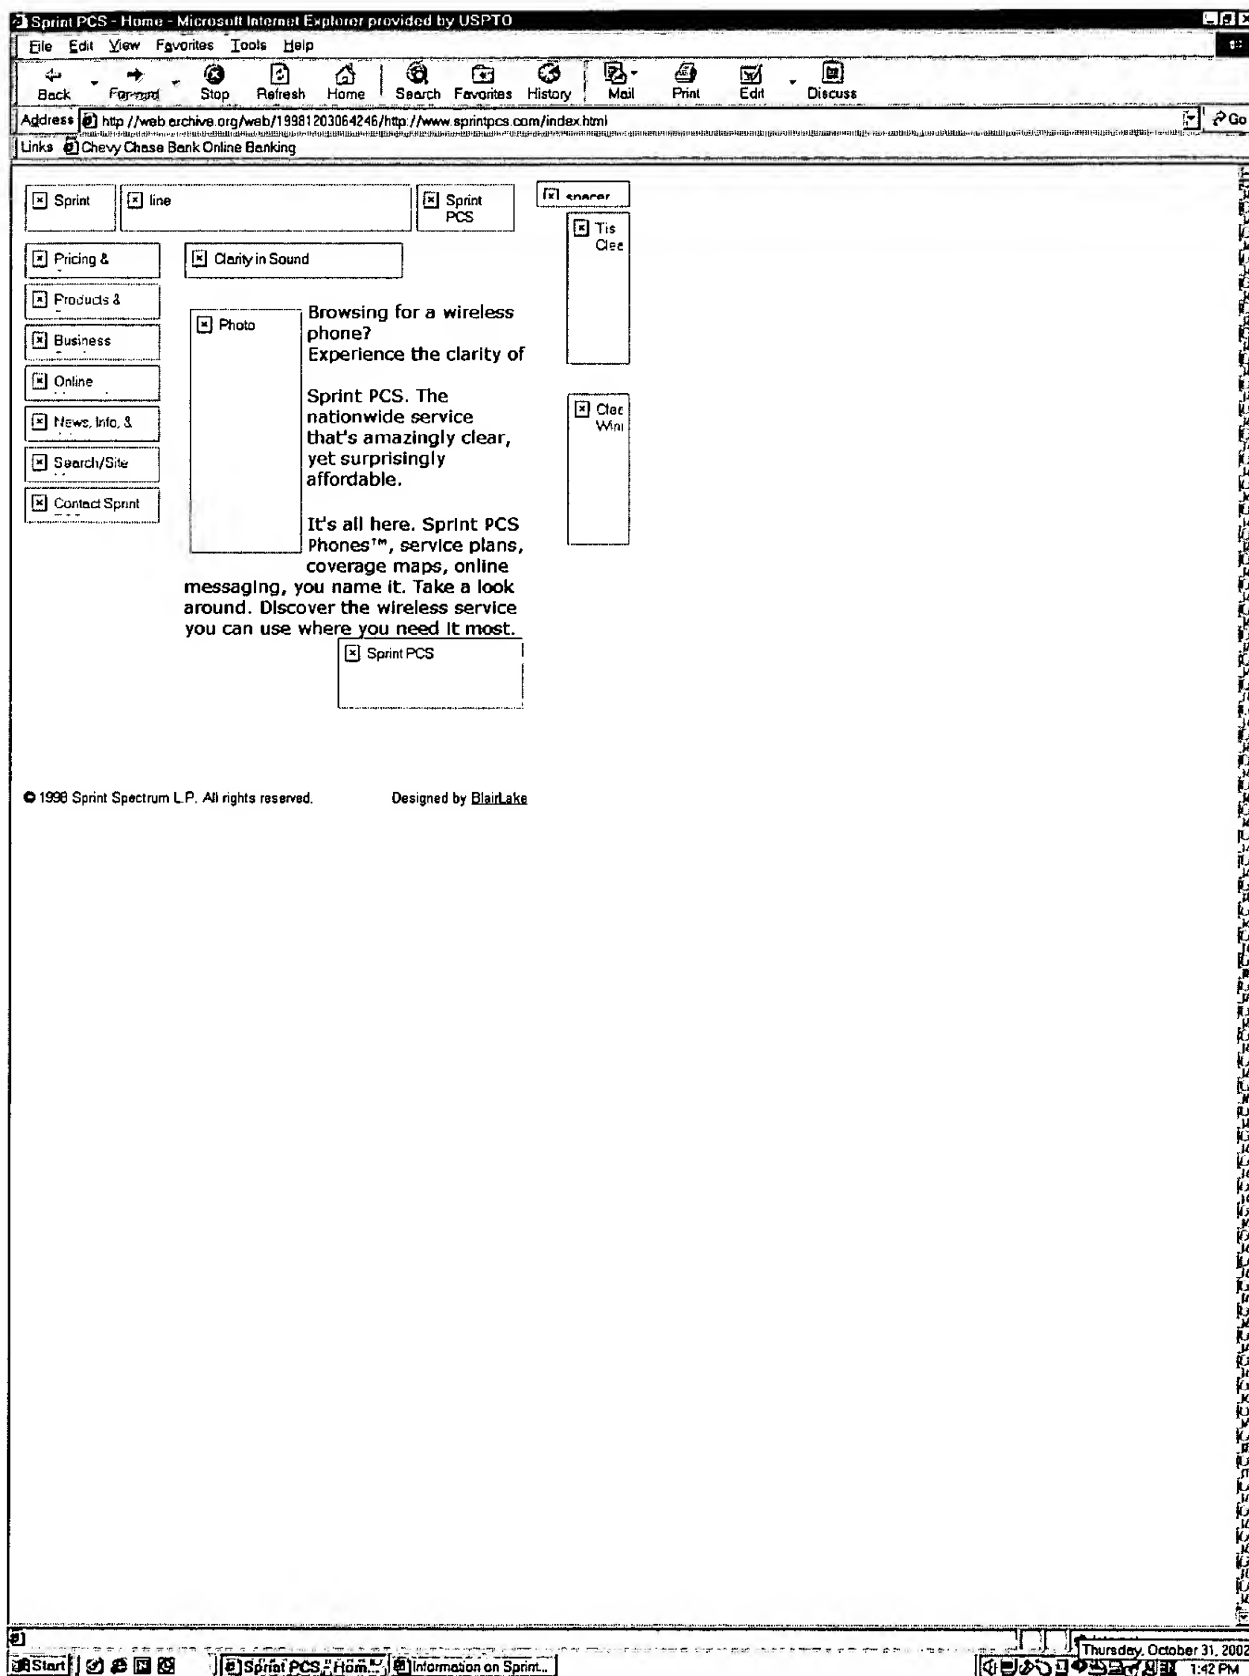 Sprint PCS - Home - Microsoft Internet Explorer provided by USPTO
File Edit View Favorites Tools Help
Back Forward Stop Refresh Home Search Favorites History Mail Print Edit Discuss
Address http //web archive.org/web/19981203064246/http://www.sprintpcs.com/index.html Go
Links Chevy Chase Bank Online Banking
Sprint line Sprint PCS spacer
Tis
Clea
Pricing & Clarity in Sound
Products &
Business
Online
News, Info, &
Search/Site
Contact Sprint
Photo
Browsing for a wireless
phone?
Experience the clarity of
Sprint PCS. The
nationwide service
that's amazingly clear,
yet surprisingly
affordable.
It's all here. Sprint PCS
Phones™, service plans,
coverage maps, online
messaging, you name it. Take a look
around. Discover the wireless service
you can use where you need it most.
Sprint PCS
© 1998 Sprint Spectrum L.P. All rights reserved. Designed by BlairLake
Thursday, October 31, 2002
Start Sprint PCS - Hom... Information on Sprint... 1:42 PM